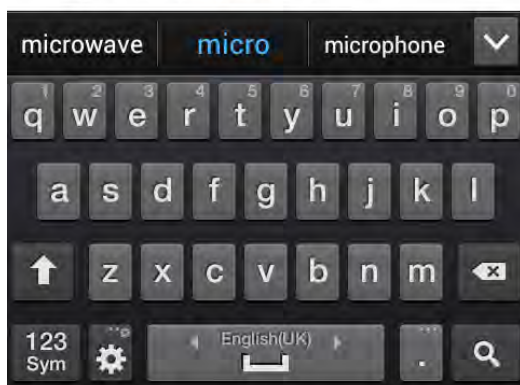 microwave micro microphone
1 2 3 4 5 6 7 8 9 0
q w e r t y u i o p
a s d f g h j k l
z x c v b n m
123 English(UK) .
Sym